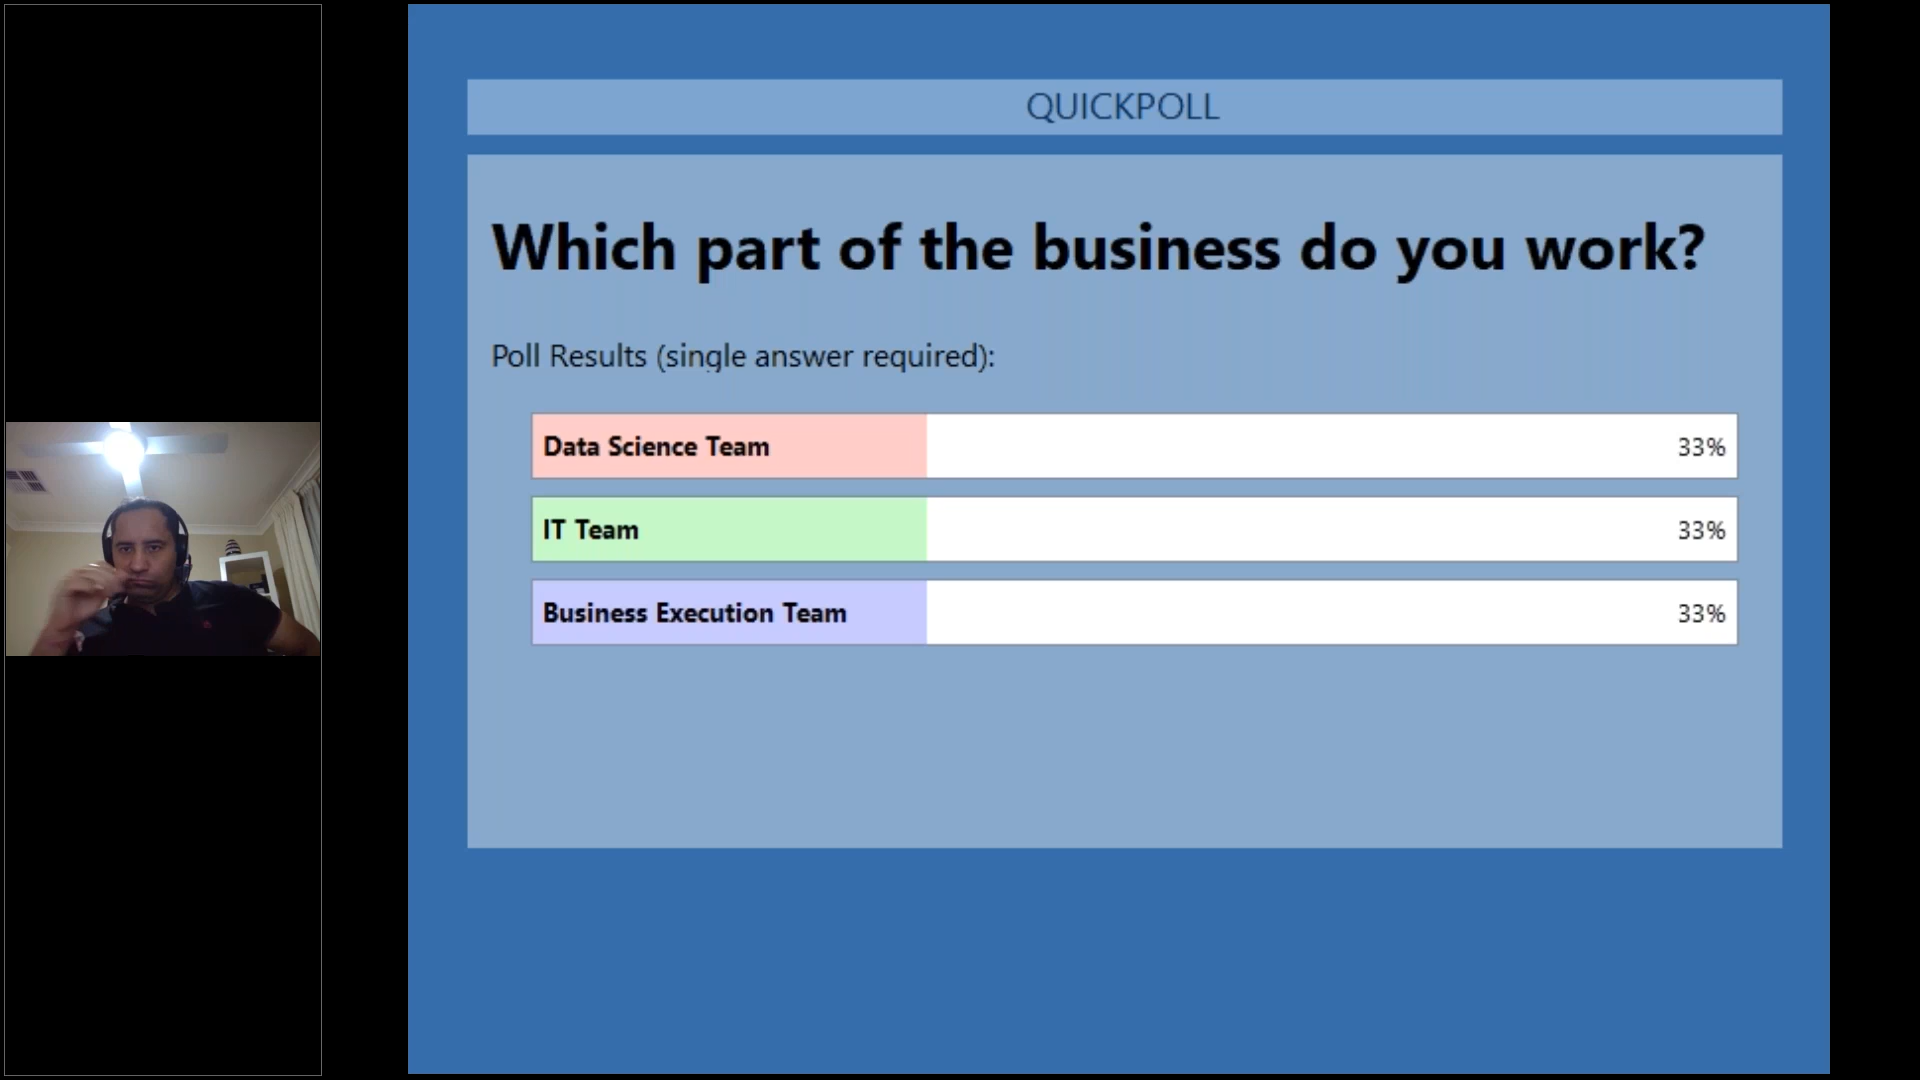 QUICKPOLL
Which part of the business do you work?
Poll Results (single answer required):
Data Science Team 33%
IT Team 33%
Business Execution Team 33%